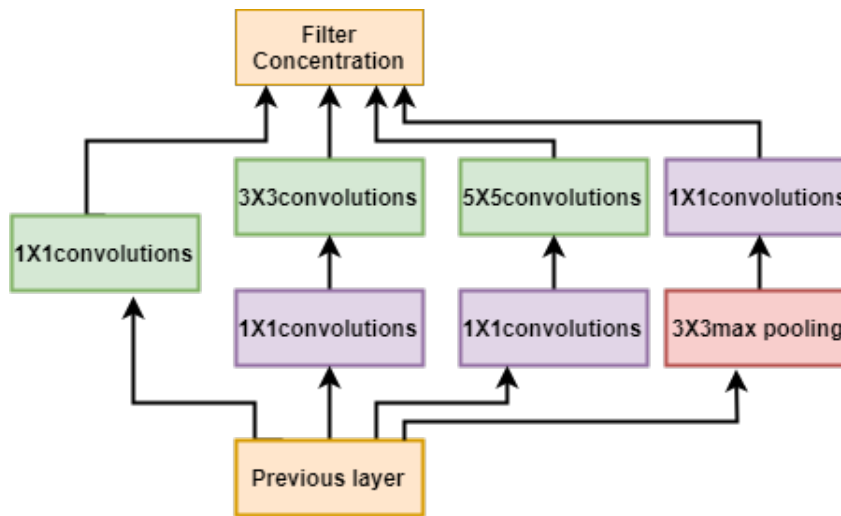 Filter
Concentration
3X3convolutions
5X5convolutions
1X1convolutions
1X1convolutions
1X1convolutions
1X1convolutions
3X3max pooling
Previous layer